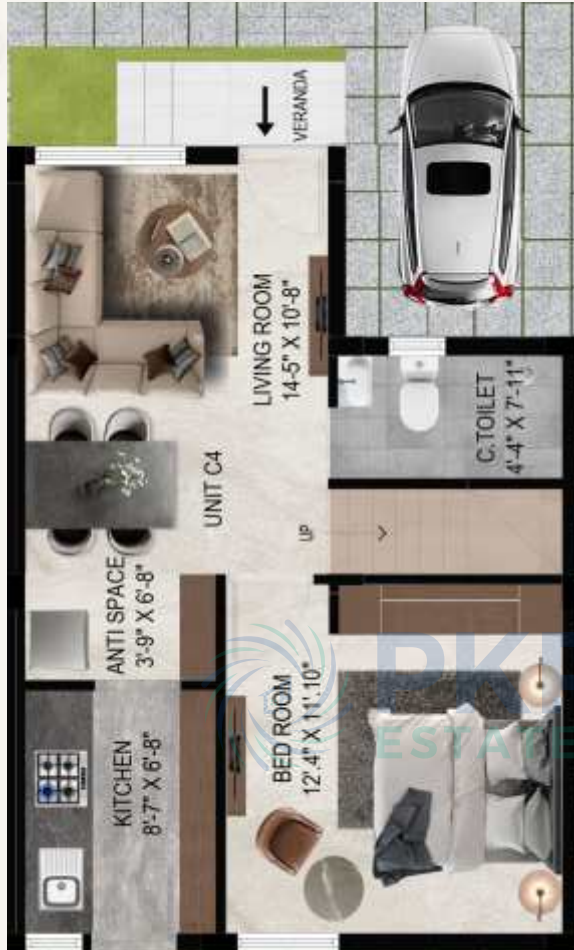 VERANDA
LIVING ROOM
14-5" X 10'-8"
C.TOILET
4'-4" X 7'-11"
UNIT C4
UP
ANTI SPACE
3'-9" X 6'-8"
BED ROOM
12'.4" X 11'.10"
KITCHEN
8'-7" X 6'-8"
ESTATE